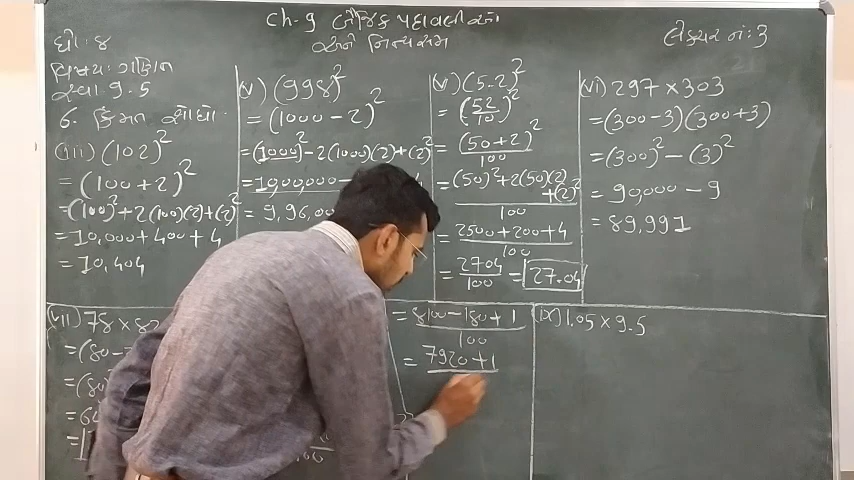 Ch-9 બૈજિક પદાવલીઓ
અને નિત્યસમ
લેક્ચર નં: 3
ધો: 8
વિષય: ગણિત
સ્વા 9.5
6. કિંમત શોધો.
(iii) (102)²
= (100+2)²
= (100)²+2(100)(2)+(2)²
= 10,000+400+4
= 10,404
(v) (998)²
= (1000-2)²
= (1000)²-2(1000)(2)+(2)²
= 10,00,000-
= 9,96,00
(v) (5.2)²
= (52/10)²
= (50+2)²/100
= (50)²+2(50)(2)
+(2)²
100
= 2500+200+4
100
= 2704/100 = 27.04
(vi) 297 × 303
= (300-3)(300+3)
= (300)²-(3)²
= 90,000-9
= 89,991
(vii) 78 × 82
= (80-
= (80)
= 64
=
= 8100-180+1
100
= 7920+1
(ix) 1.05 × 9.5